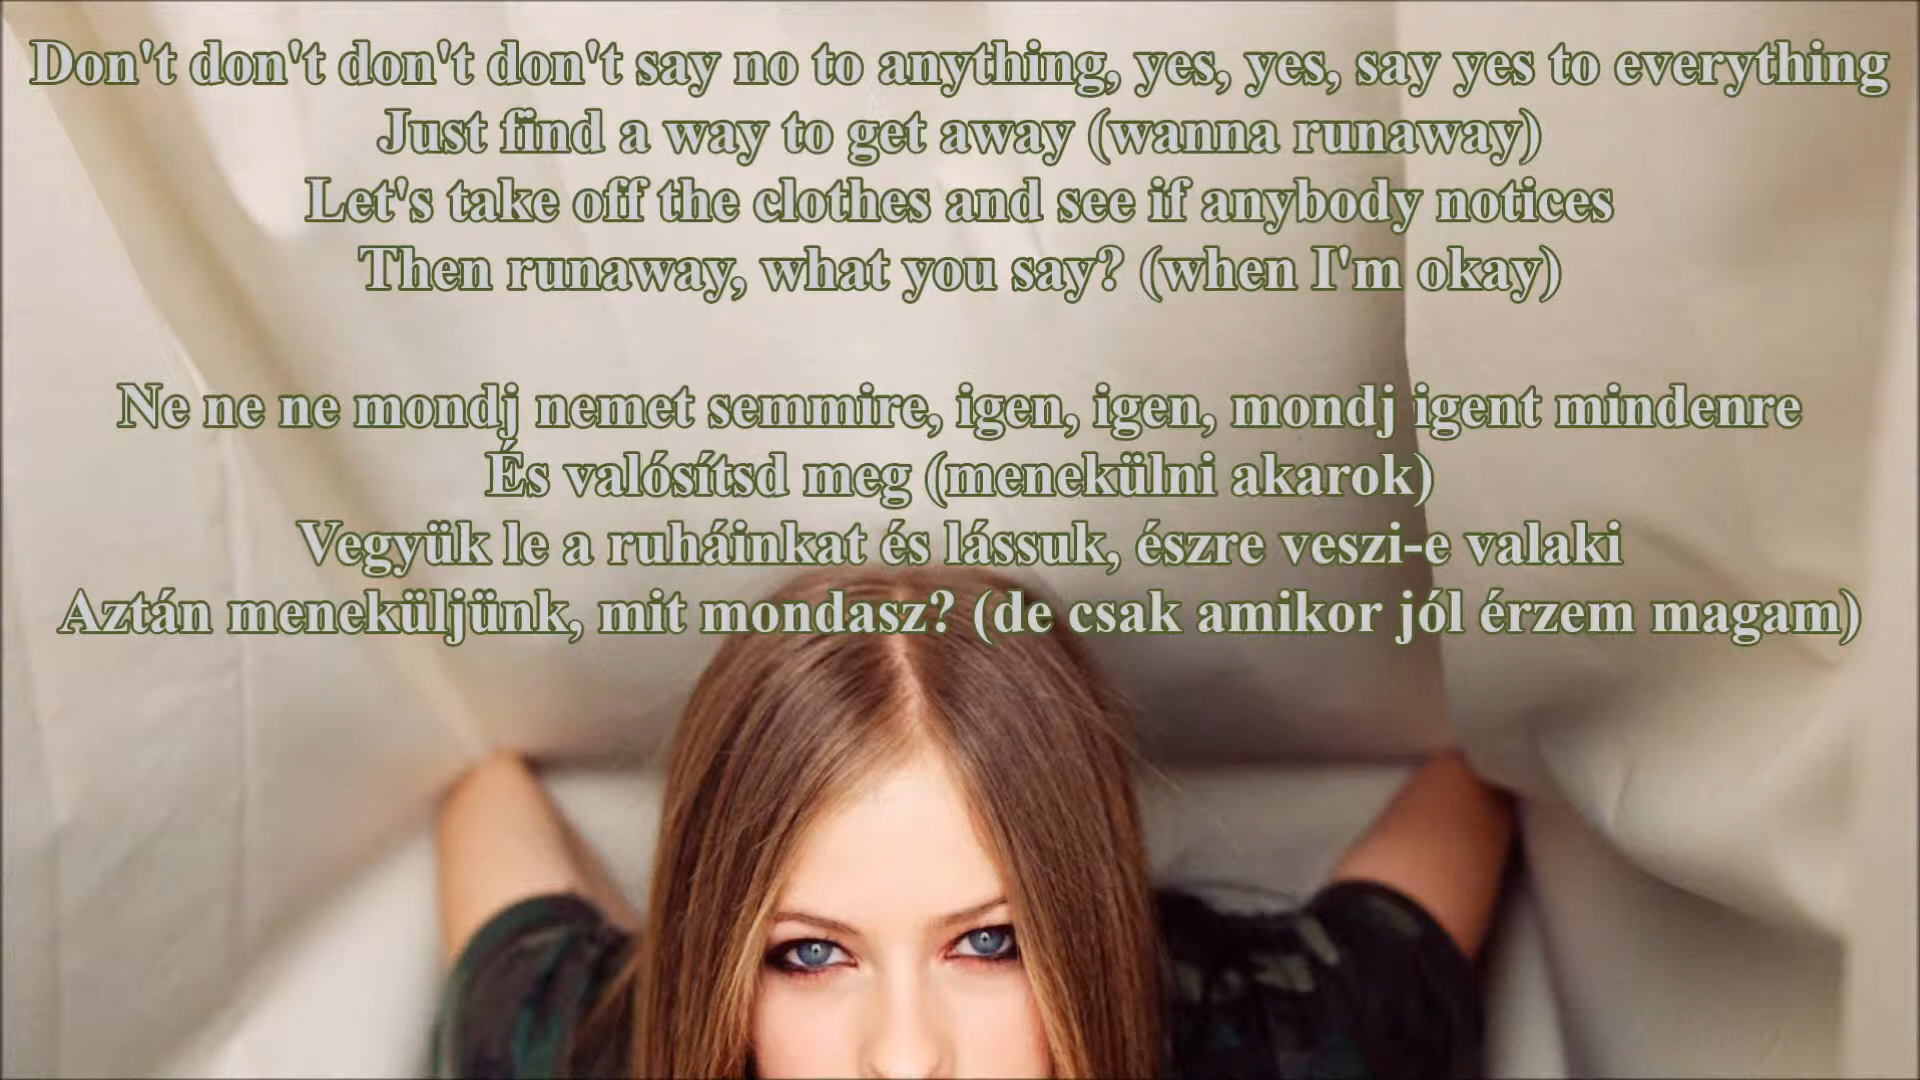 Don't don't don't don't say no to anything, yes, yes, say yes to everything
Just find a way to get away (wanna runaway)
Let's take off the clothes and see if anybody notices
Then runaway, what you say? (when I'm okay)
Ne ne ne mondj nemet semmire, igen, igen, mondj igent mindenre
És valósítsd meg (menekülni akarok)
Vegyük le a ruháinkat és lássuk, észre veszi-e valaki
Aztán meneküljünk, mit mondasz? (de csak amikor jól érzem magam)